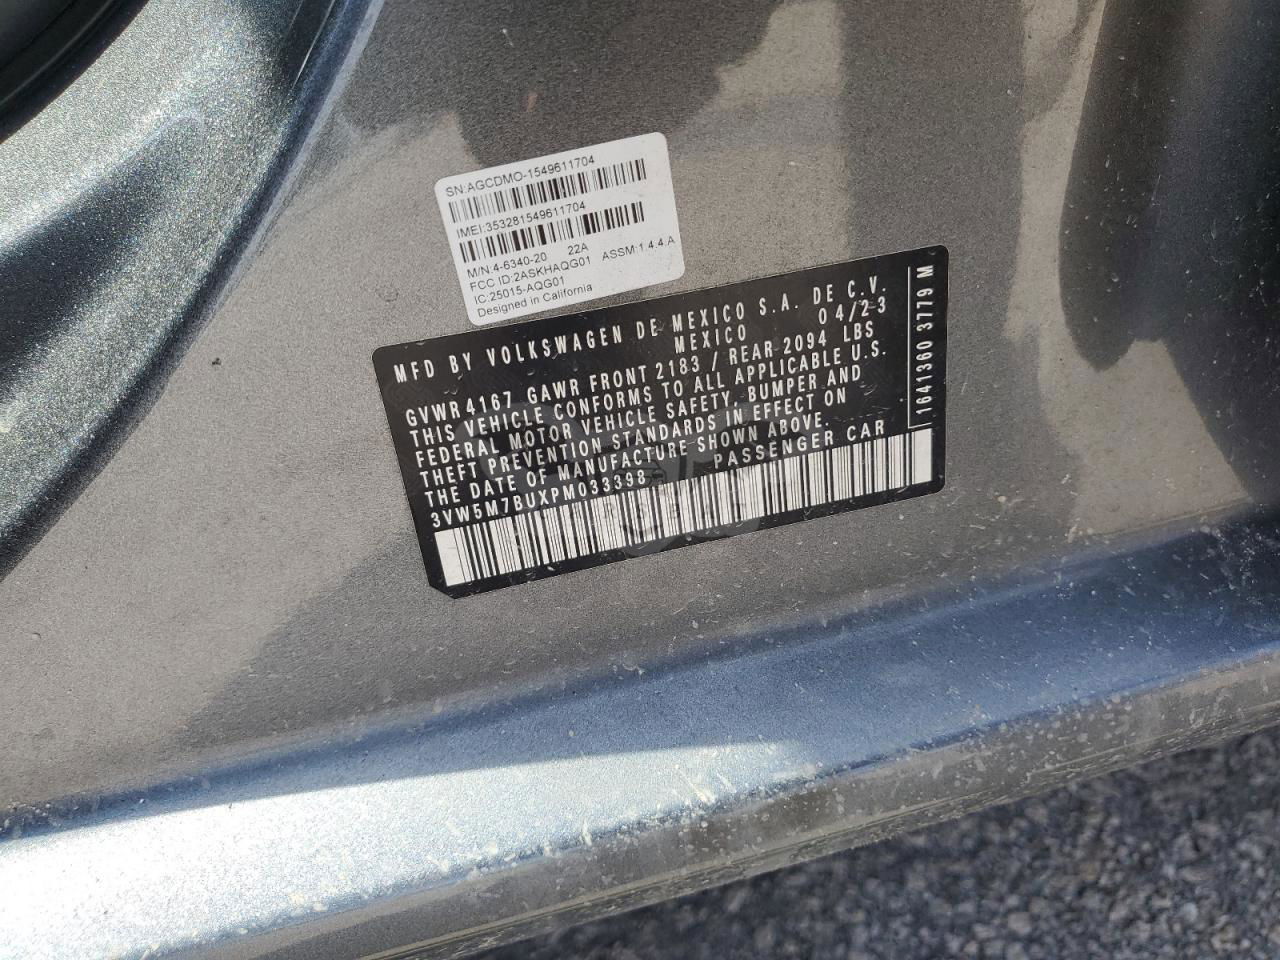 SN:AGCDMO-1549611704
IMEI:353281549611704
M/N:4-6340-20 22A
FCC ID:2ASKHAQG01 ASSM:1.4.4.A
IC:25015-AQG01
Designed in California
MFD BY VOLKSWAGEN DE MEXICO S.A. DE C.V.
MEXICO 04/23
GVWR 4167 GAWR FRONT 2183 / REAR 2094 LBS
THIS VEHICLE CONFORMS TO ALL APPLICABLE U.S.
FEDERAL MOTOR VEHICLE SAFETY, BUMPER AND
THEFT PREVENTION STANDARDS IN EFFECT ON
THE DATE OF MANUFACTURE SHOWN ABOVE.
3VW5M7BUXPM033398 PASSENGER CAR
1641360 3779 M